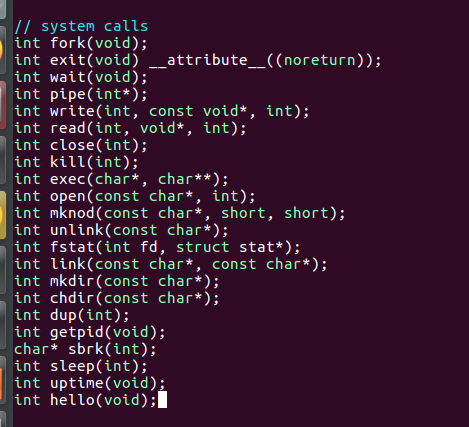 // system calls
int fork(void);
int exit(void) __attribute__((noreturn));
int wait(void);
int pipe(int*);
int write(int, const void*, int);
int read(int, void*, int);
int close(int);
int kill(int);
int exec(char*, char**);
int open(const char*, int);
int mknod(const char*, short, short);
int unlink(const char*);
int fstat(int fd, struct stat*);
int link(const char*, const char*);
int mkdir(const char*);
int chdir(const char*);
int dup(int);
int getpid(void);
char* sbrk(int);
int sleep(int);
int uptime(void);
int hello(void);